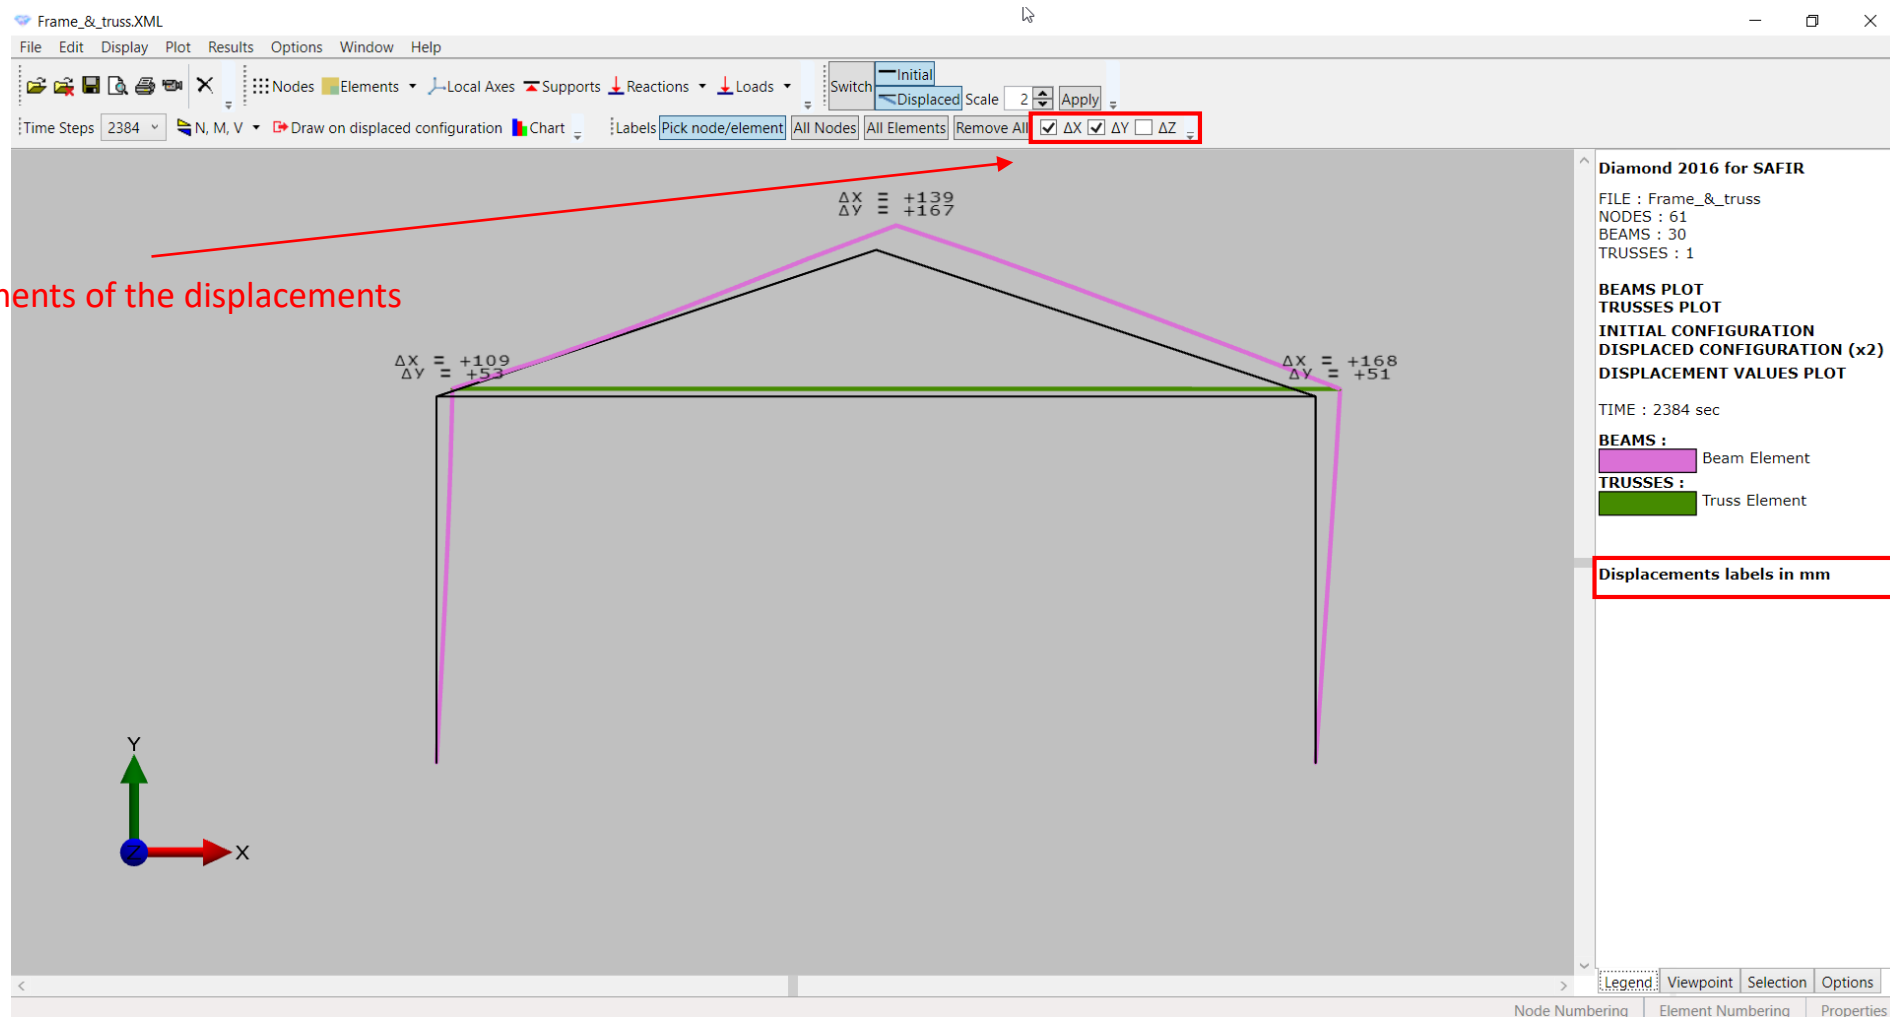 Frame_&_truss.XML
File Edit Display Plot Results Options Window Help
Nodes Elements Local Axes Supports Reactions Loads Switch Initial Displaced Scale 2 Apply
Time Steps 2384 N, M, V Draw on displaced configuration Chart Labels Pick node/element All Nodes All Elements Remove All ΔX ΔY ΔZ
ΔX = +139
ΔY = +167
of the displacements
ΔX = +109
ΔY = +53
ΔX = +168
ΔY = +51
Y
Z
X
Diamond 2016 for SAFIR
FILE : Frame_&_truss
NODES : 61
BEAMS : 30
TRUSSES : 1
BEAMS PLOT
TRUSSES PLOT
INITIAL CONFIGURATION
DISPLACED CONFIGURATION (x2)
DISPLACEMENT VALUES PLOT
TIME : 2384 sec
BEAMS :
Beam Element
TRUSSES :
Truss Element
Displacements labels in mm
Legend Viewpoint Selection Options
Node Numbering Element Numbering Properties